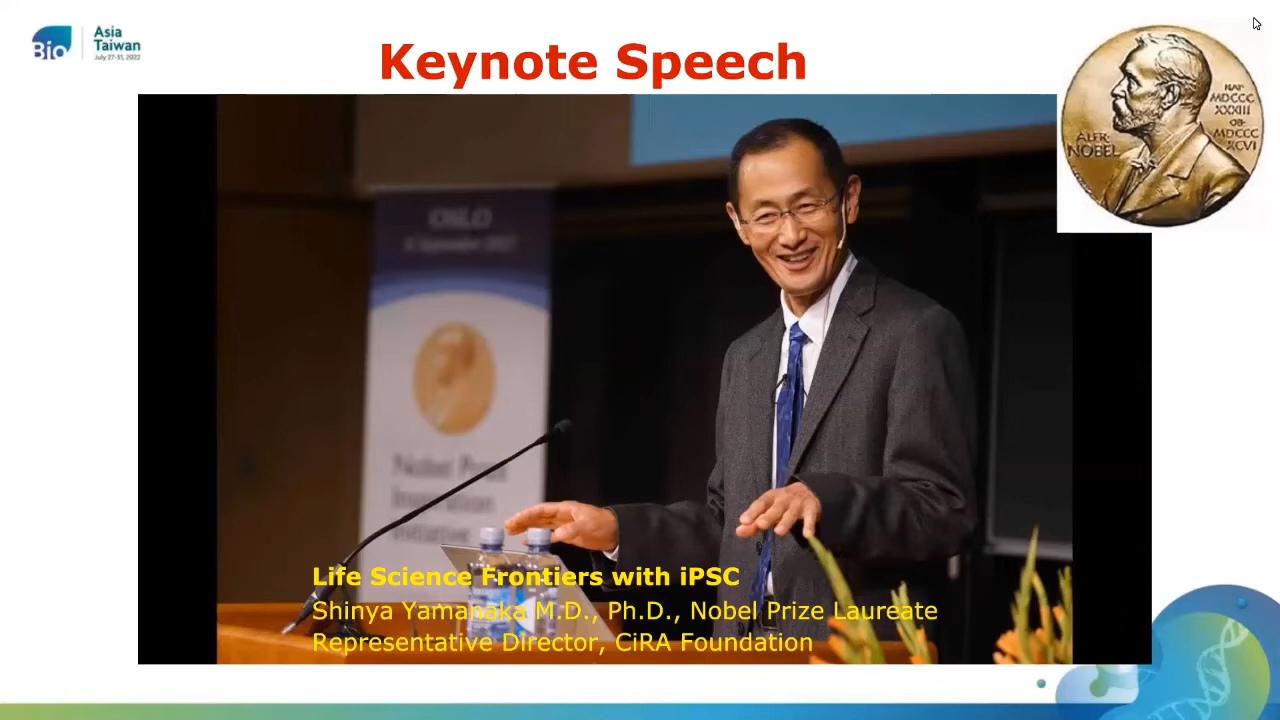 Bio
Asia
Taiwan
July 27-31, 2022
Keynote Speech
ALFR·
NOBEL
NAT·
MDCCC
XXXIII
OB·
MDCCC
XCVI
OSLO
Life Science Frontiers with iPSC
Shinya Yamanaka M.D., Ph.D., Nobel Prize Laureate
Representative Director, CiRA Foundation